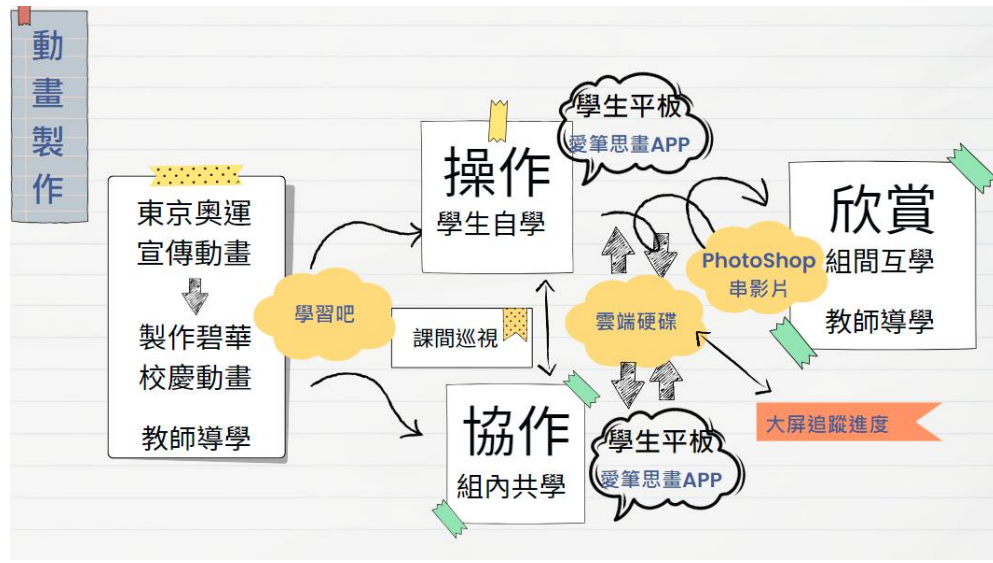 動
畫
製
作
東京奧運
宣傳動畫
製作碧華
校慶動畫
教師導學
學習吧
操作
學生自學
學生平板
愛筆思畫APP
課間巡視
協作
組內共學
學生平板
愛筆思畫APP
雲端硬碟
PhotoShop
串影片
欣賞
組間互學
教師導學
大屏追蹤進度